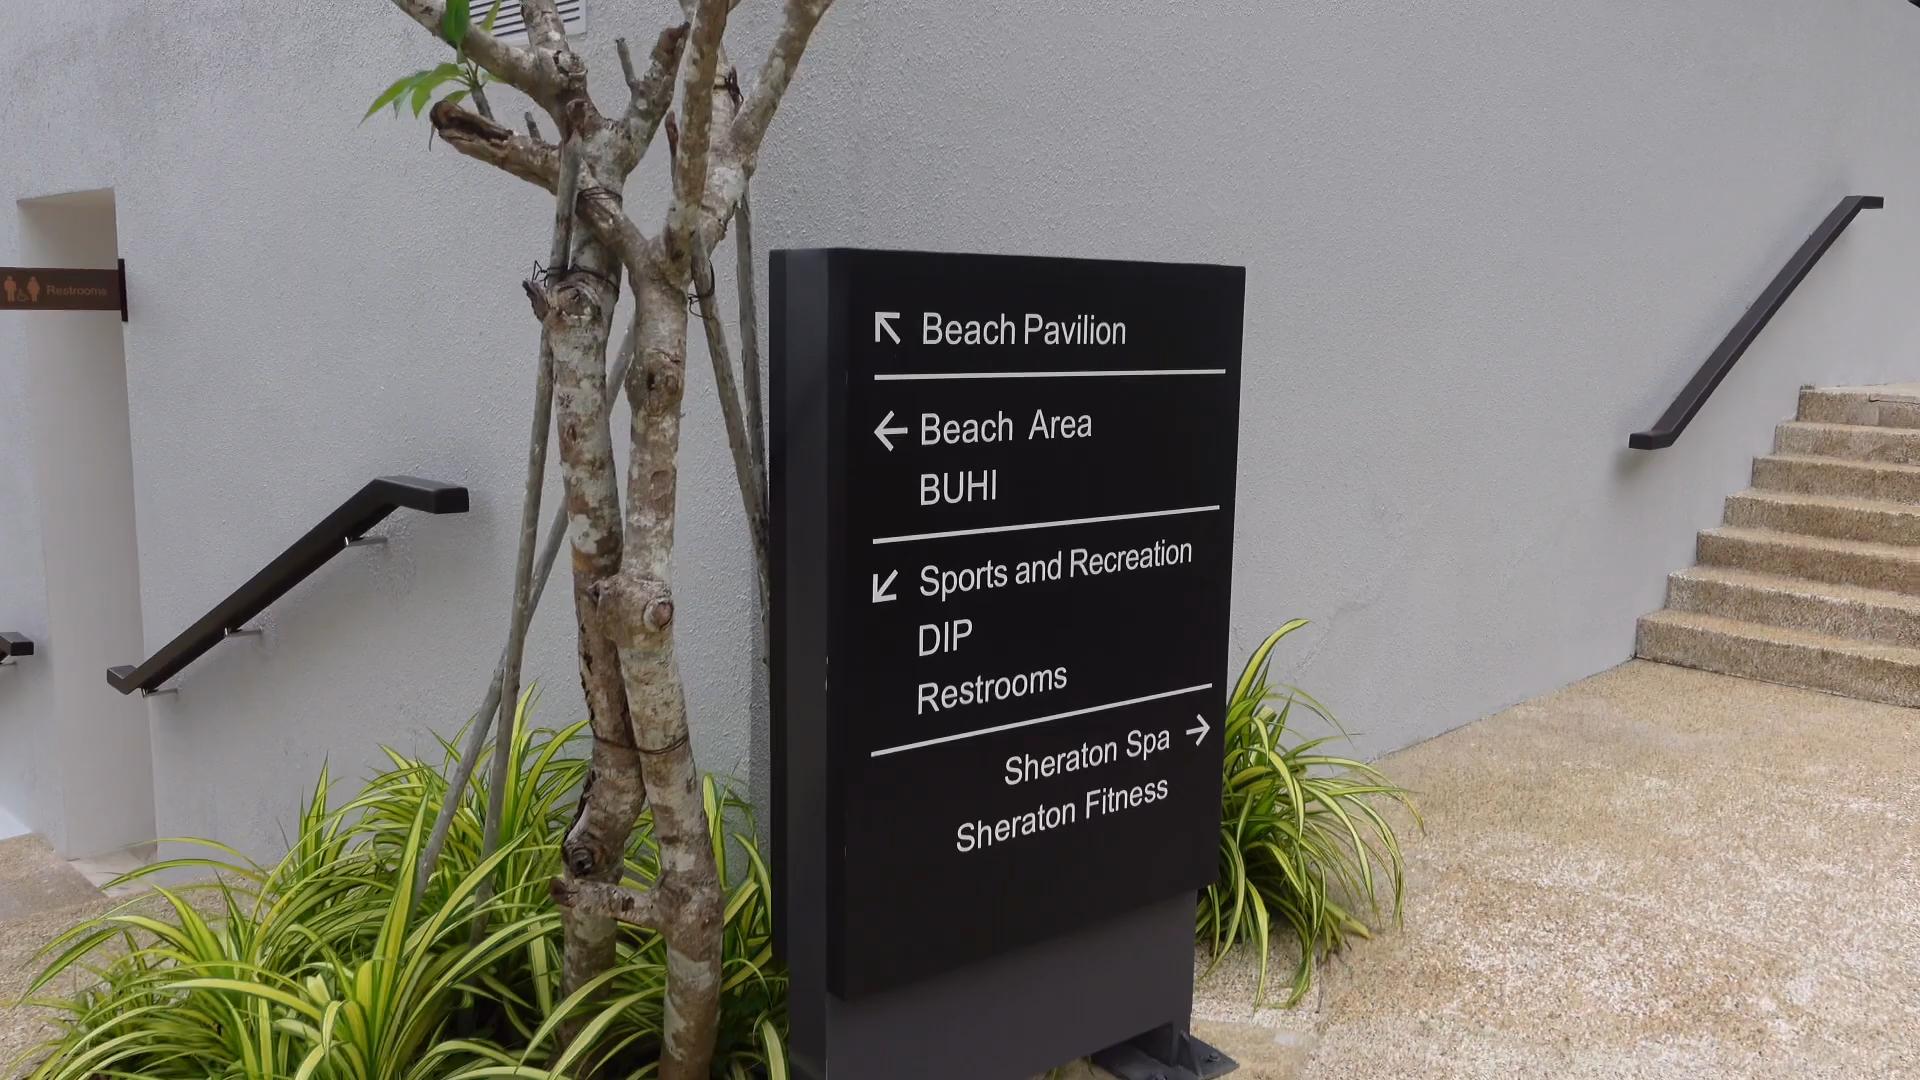 Restrooms
Beach Pavilion
Beach Area
BUHI
Sports and Recreation
DIP
Restrooms
Sheraton Spa
Sheraton Fitness